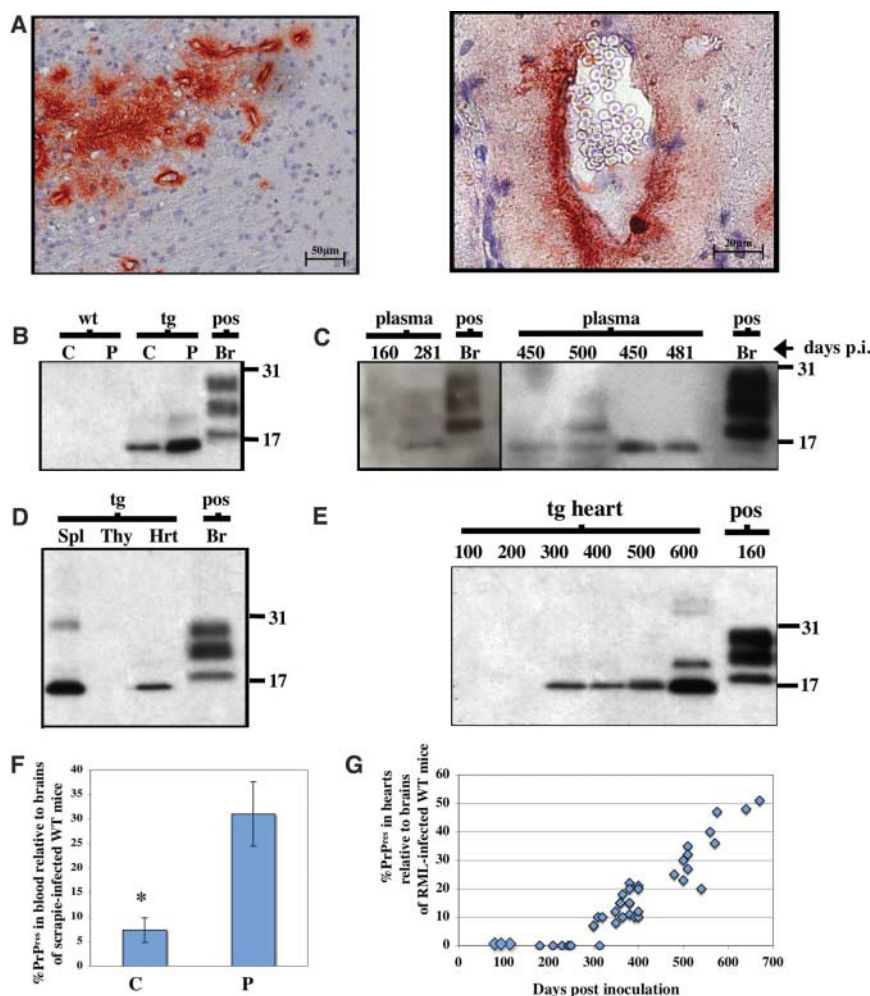 A
50μm
20μm
B
wt tg pos
C P C P Br
31
17
C
plasma pos plasma
160 281 Br 450 500 450 481 Br days p.i.
31
17
D
tg pos
Spl Thy Hrt Br
31
17
E
tg heart pos
100 200 300 400 500 600 160
31
17
F
%PrPres in blood relative to brains
of scrapie-infected WT mice
40
35
30
25
20
15
10
5
0
*
C P
G
%PrPres in hearts
relative to brains
of RML-infected WT mice
60
50
40
30
20
10
0
0 100 200 300 400 500 600 700
Days post inoculation